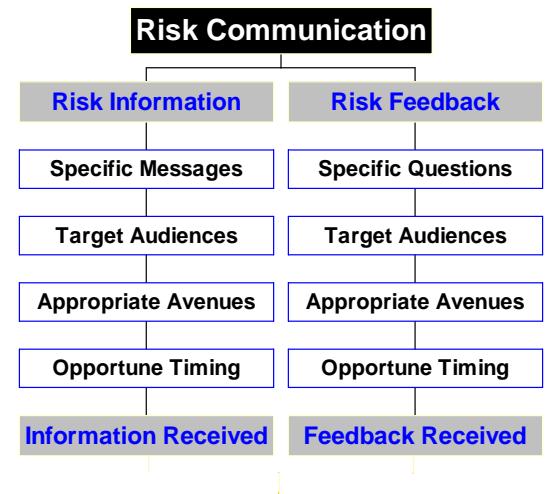 Risk Communication
Risk Information
Risk Feedback
Specific Messages
Specific Questions
Target Audiences
Target Audiences
Appropriate Avenues
Appropriate Avenues
Opportune Timing
Opportune Timing
Information Received
Feedback Received